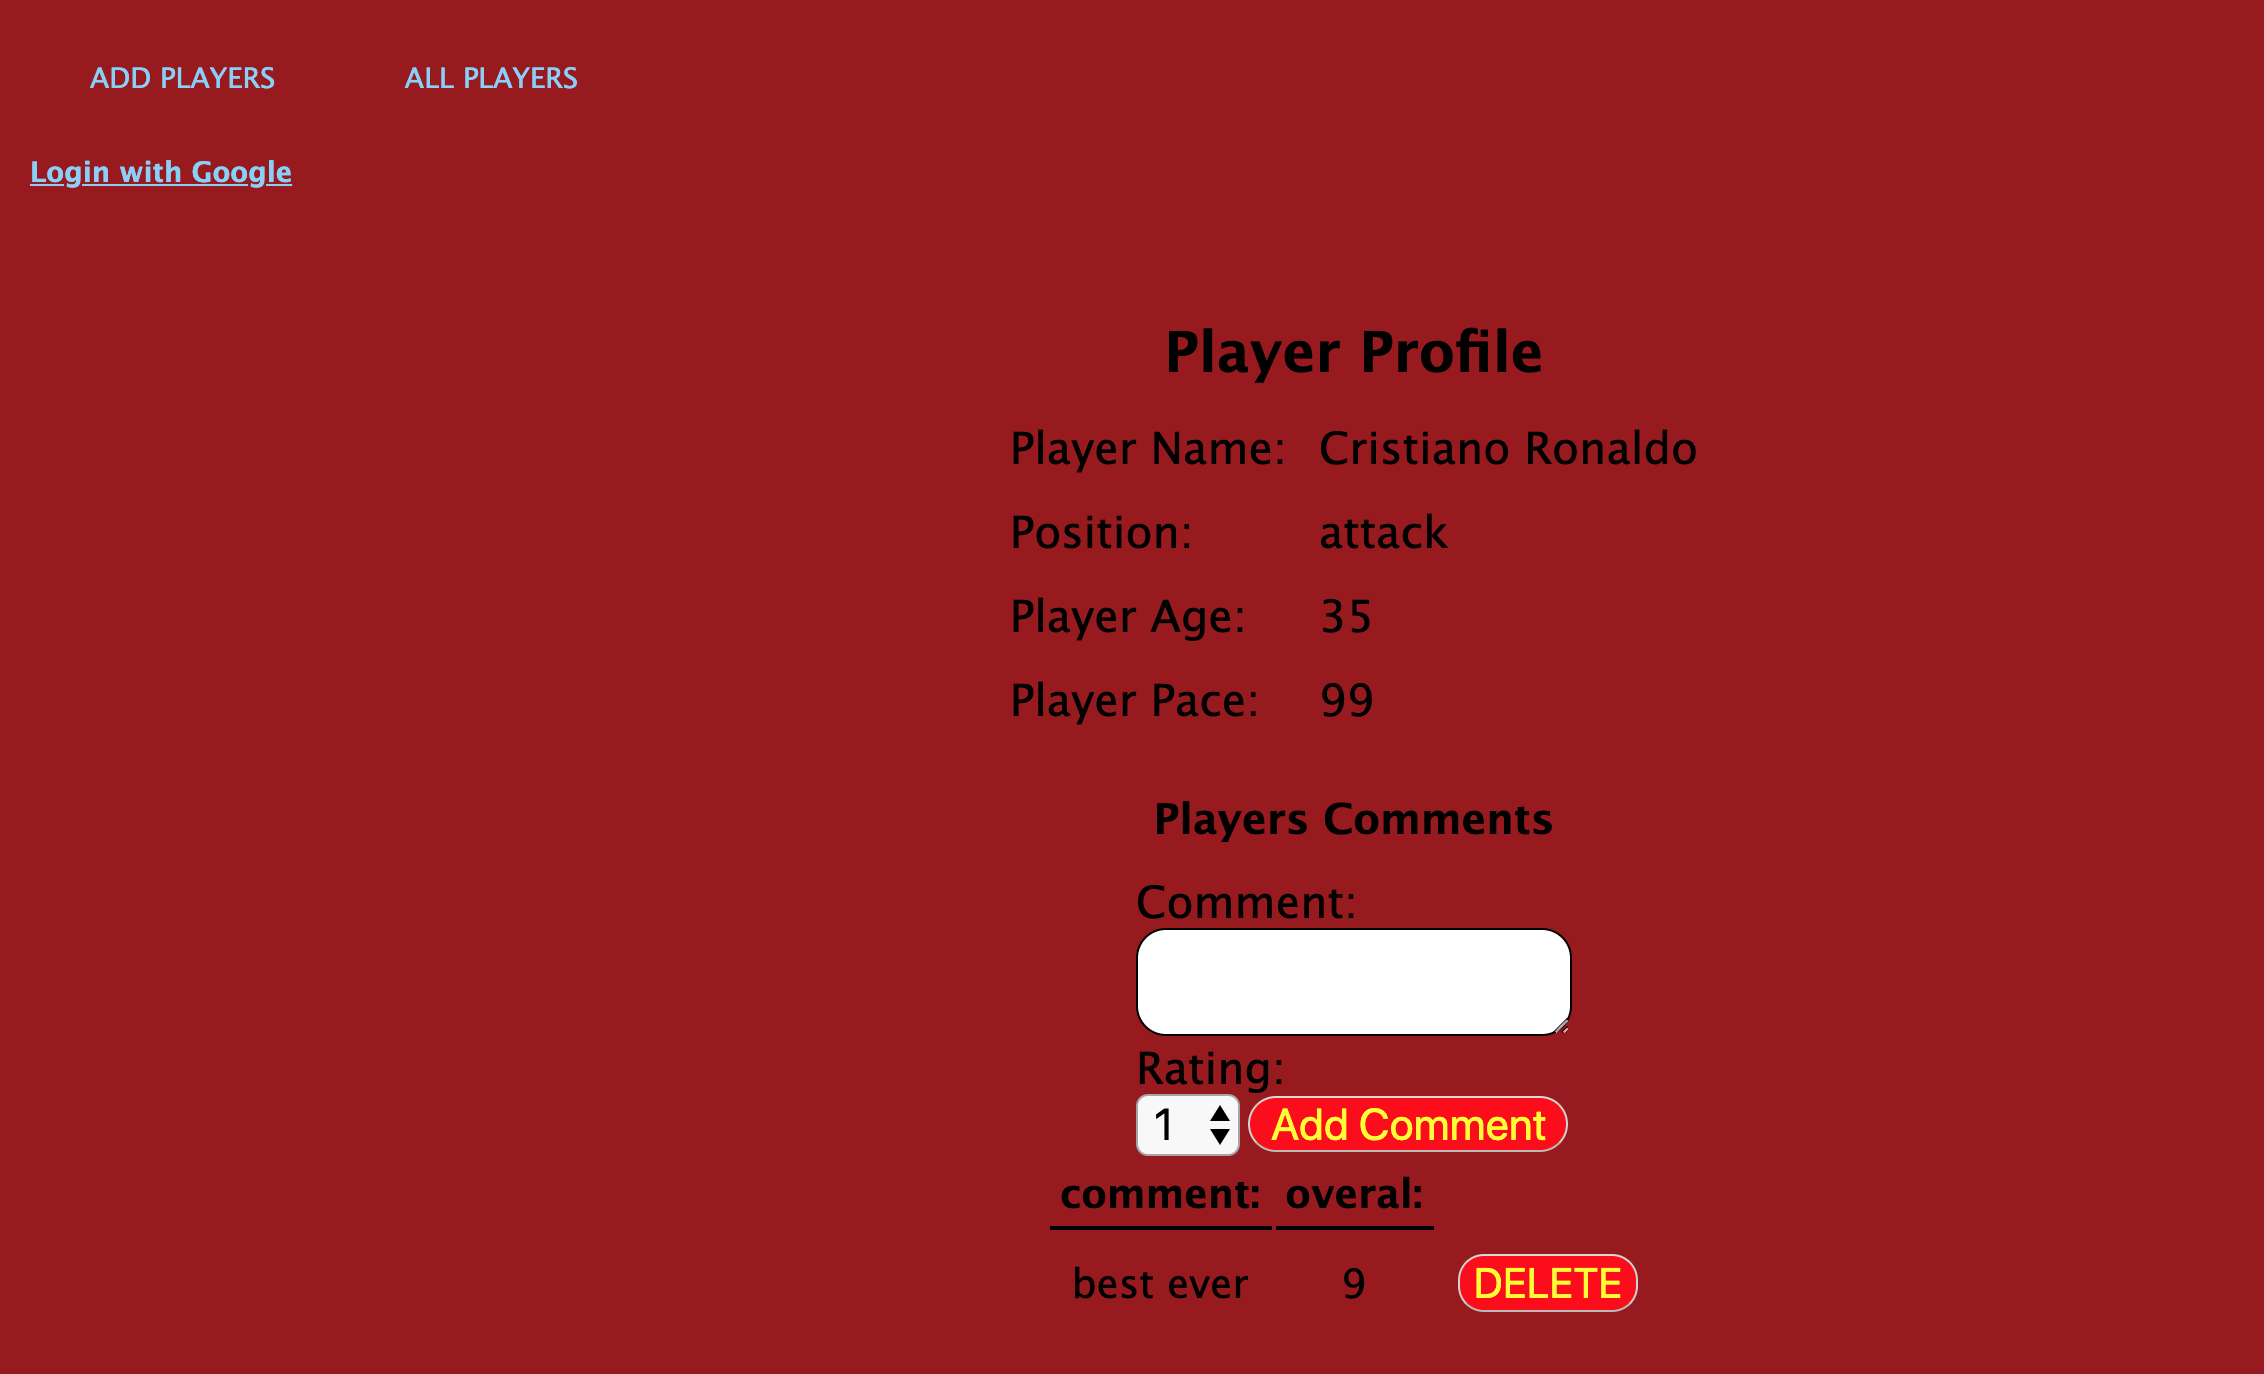 ADD PLAYERS ALL PLAYERS
Login with Google
Player Profile
Player Name: Cristiano Ronaldo
Position: attack
Player Age: 35
Player Pace: 99
Players Comments
Comment:
Rating:
1 Add Comment
comment: overal:
best ever 9 DELETE